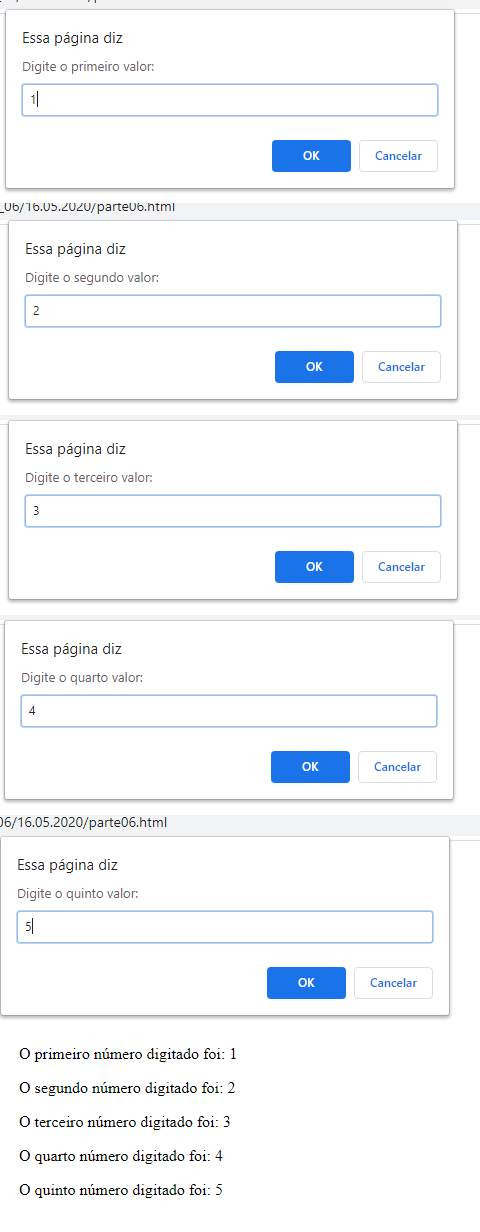 Essa página diz
Digite o primeiro valor:
1
OK Cancelar
_06/16.05.2020/parte06.html
Essa página diz
Digite o segundo valor:
2
OK Cancelar
Essa página diz
Digite o terceiro valor:
3
OK Cancelar
Essa página diz
Digite o quarto valor:
4
OK Cancelar
06/16.05.2020/parte06.html
Essa página diz
Digite o quinto valor:
5
OK Cancelar
O primeiro número digitado foi: 1
O segundo número digitado foi: 2
O terceiro número digitado foi: 3
O quarto número digitado foi: 4
O quinto número digitado foi: 5